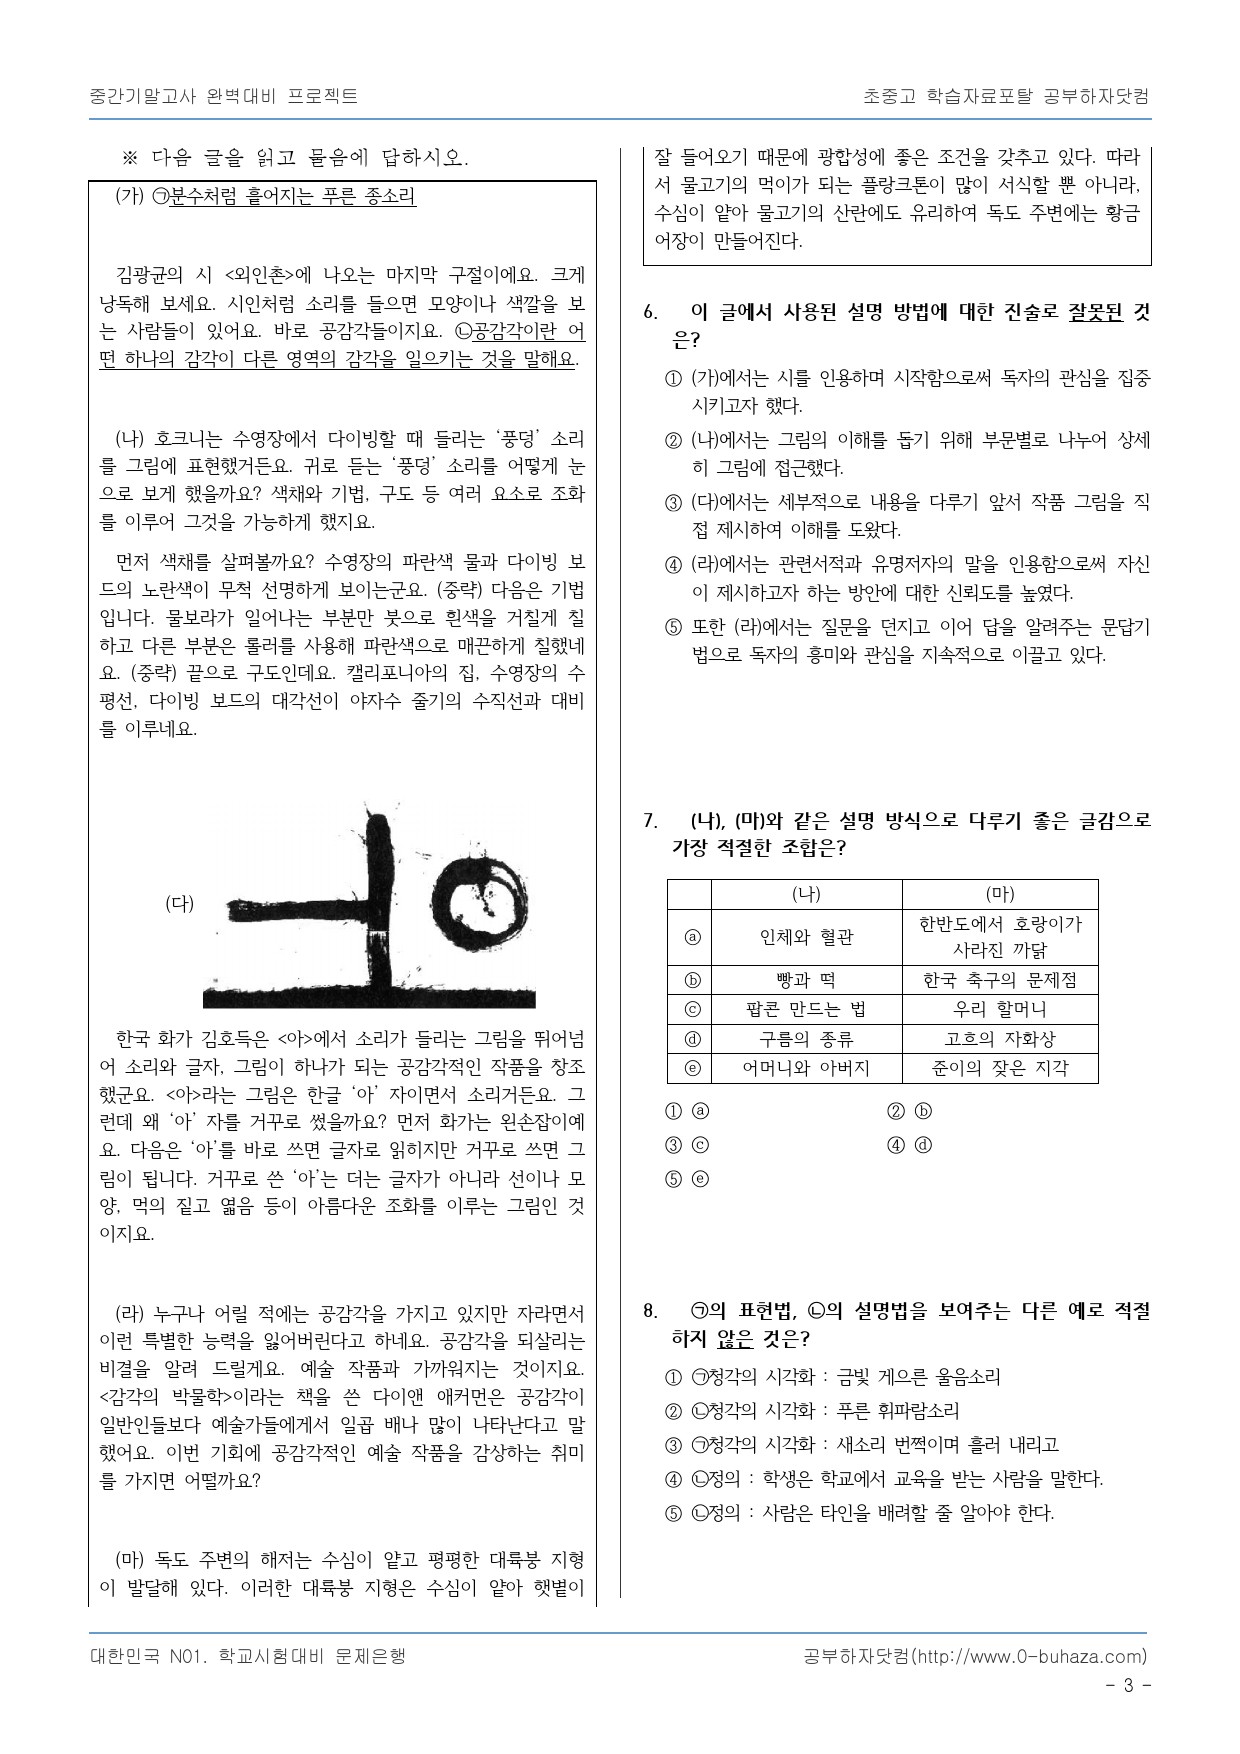 중간기말고사 완벽대비 프로젝트
초중고 학습자료포탈 공부하자닷컴
※ 다음 글을 읽고 물음에 답하시오.
(가) ㉠분수처럼 흩어지는 푸른 종소리
김광균의 시 <외인촌>에 나오는 마지막 구절이에요. 크게
낭독해 보세요. 시인처럼 소리를 들으면 모양이나 색깔을 보
는 사람들이 있어요. 바로 공감각들이지요. ㉡공감각이란 어
떤 하나의 감각이 다른 영역의 감각을 일으키는 것을 말해요.
(나) 호크니는 수영장에서 다이빙할 때 들리는 ‘풍덩’ 소리
를 그림에 표현했거든요. 귀로 듣는 ‘풍덩’ 소리를 어떻게 눈
으로 보게 했을까요? 색채와 기법, 구도 등 여러 요소로 조화
를 이루어 그것을 가능하게 했지요.
먼저 색채를 살펴볼까요? 수영장의 파란색 물과 다이빙 보
드의 노란색이 무척 선명하게 보이는군요. (중략) 다음은 기법
입니다. 물보라가 일어나는 부분만 붓으로 흰색을 거칠게 칠
하고 다른 부분은 롤러를 사용해 파란색으로 매끈하게 칠했네
요. (중략) 끝으로 구도인데요. 캘리포니아의 집, 수영장의 수
평선, 다이빙 보드의 대각선이 야자수 줄기의 수직선과 대비
를 이루네요.
(다)
한국 화가 김호득은 <아>에서 소리가 들리는 그림을 뛰어넘
어 소리와 글자, 그림이 하나가 되는 공감각적인 작품을 창조
했군요. <아>라는 그림은 한글 ‘아’ 자이면서 소리거든요. 그
런데 왜 ‘아’ 자를 거꾸로 썼을까요? 먼저 화가는 왼손잡이예
요. 다음은 ‘아’를 바로 쓰면 글자로 읽히지만 거꾸로 쓰면 그
림이 됩니다. 거꾸로 쓴 ‘아’는 더는 글자가 아니라 선이나 모
양, 먹의 짙고 엷음 등이 아름다운 조화를 이루는 그림인 것
이지요.
(라) 누구나 어릴 적에는 공감각을 가지고 있지만 자라면서
이런 특별한 능력을 잃어버린다고 하네요. 공감각을 되살리는
비결을 알려 드릴게요. 예술 작품과 가까워지는 것이지요.
<감각의 박물학>이라는 책을 쓴 다이앤 애커먼은 공감각이
일반인들보다 예술가들에게서 일곱 배나 많이 나타난다고 말
했어요. 이번 기회에 공감각적인 예술 작품을 감상하는 취미
를 가지면 어떨까요?
(마) 독도 주변의 해저는 수심이 얕고 평평한 대륙붕 지형
이 발달해 있다. 이러한 대륙붕 지형은 수심이 얕아 햇볕이
잘 들어오기 때문에 광합성에 좋은 조건을 갖추고 있다. 따라
서 물고기의 먹이가 되는 플랑크톤이 많이 서식할 뿐 아니라,
수심이 얕아 물고기의 산란에도 유리하여 독도 주변에는 황금
어장이 만들어진다.
6. 이 글에서 사용된 설명 방법에 대한 진술로 잘못된 것
은?
① (가)에서는 시를 인용하며 시작함으로써 독자의 관심을 집중
시키고자 했다.
② (나)에서는 그림의 이해를 돕기 위해 부문별로 나누어 상세
히 그림에 접근했다.
③ (다)에서는 세부적으로 내용을 다루기 앞서 작품 그림을 직
접 제시하여 이해를 도왔다.
④ (라)에서는 관련서적과 유명저자의 말을 인용함으로써 자신
이 제시하고자 하는 방안에 대한 신뢰도를 높였다.
⑤ 또한 (라)에서는 질문을 던지고 이어 답을 알려주는 문답기
법으로 독자의 흥미와 관심을 지속적으로 이끌고 있다.
7. (나), (마)와 같은 설명 방식으로 다루기 좋은 글감으로
가장 적절한 조합은?
(나) (마)
ⓐ 인체와 혈관 한반도에서 호랑이가
사라진 까닭
ⓑ 빵과 떡 한국 축구의 문제점
ⓒ 팝콘 만드는 법 우리 할머니
ⓓ 구름의 종류 고흐의 자화상
ⓔ 어머니와 아버지 준이의 잦은 지각
① ⓐ ② ⓑ
③ ⓒ ④ ⓓ
⑤ ⓔ
8. ㉠의 표현법, ㉡의 설명법을 보여주는 다른 예로 적절
하지 않은 것은?
① ㉠청각의 시각화 : 금빛 게으른 울음소리
② ㉡청각의 시각화 : 푸른 휘파람소리
③ ㉠청각의 시각화 : 새소리 번쩍이며 흘러 내리고
④ ㉡정의 : 학생은 학교에서 교육을 받는 사람을 말한다.
⑤ ㉡정의 : 사람은 타인을 배려할 줄 알아야 한다.
대한민국 N01. 학교시험대비 문제은행
공부하자닷컴(http://www.0-buhaza.com)
- 3 -